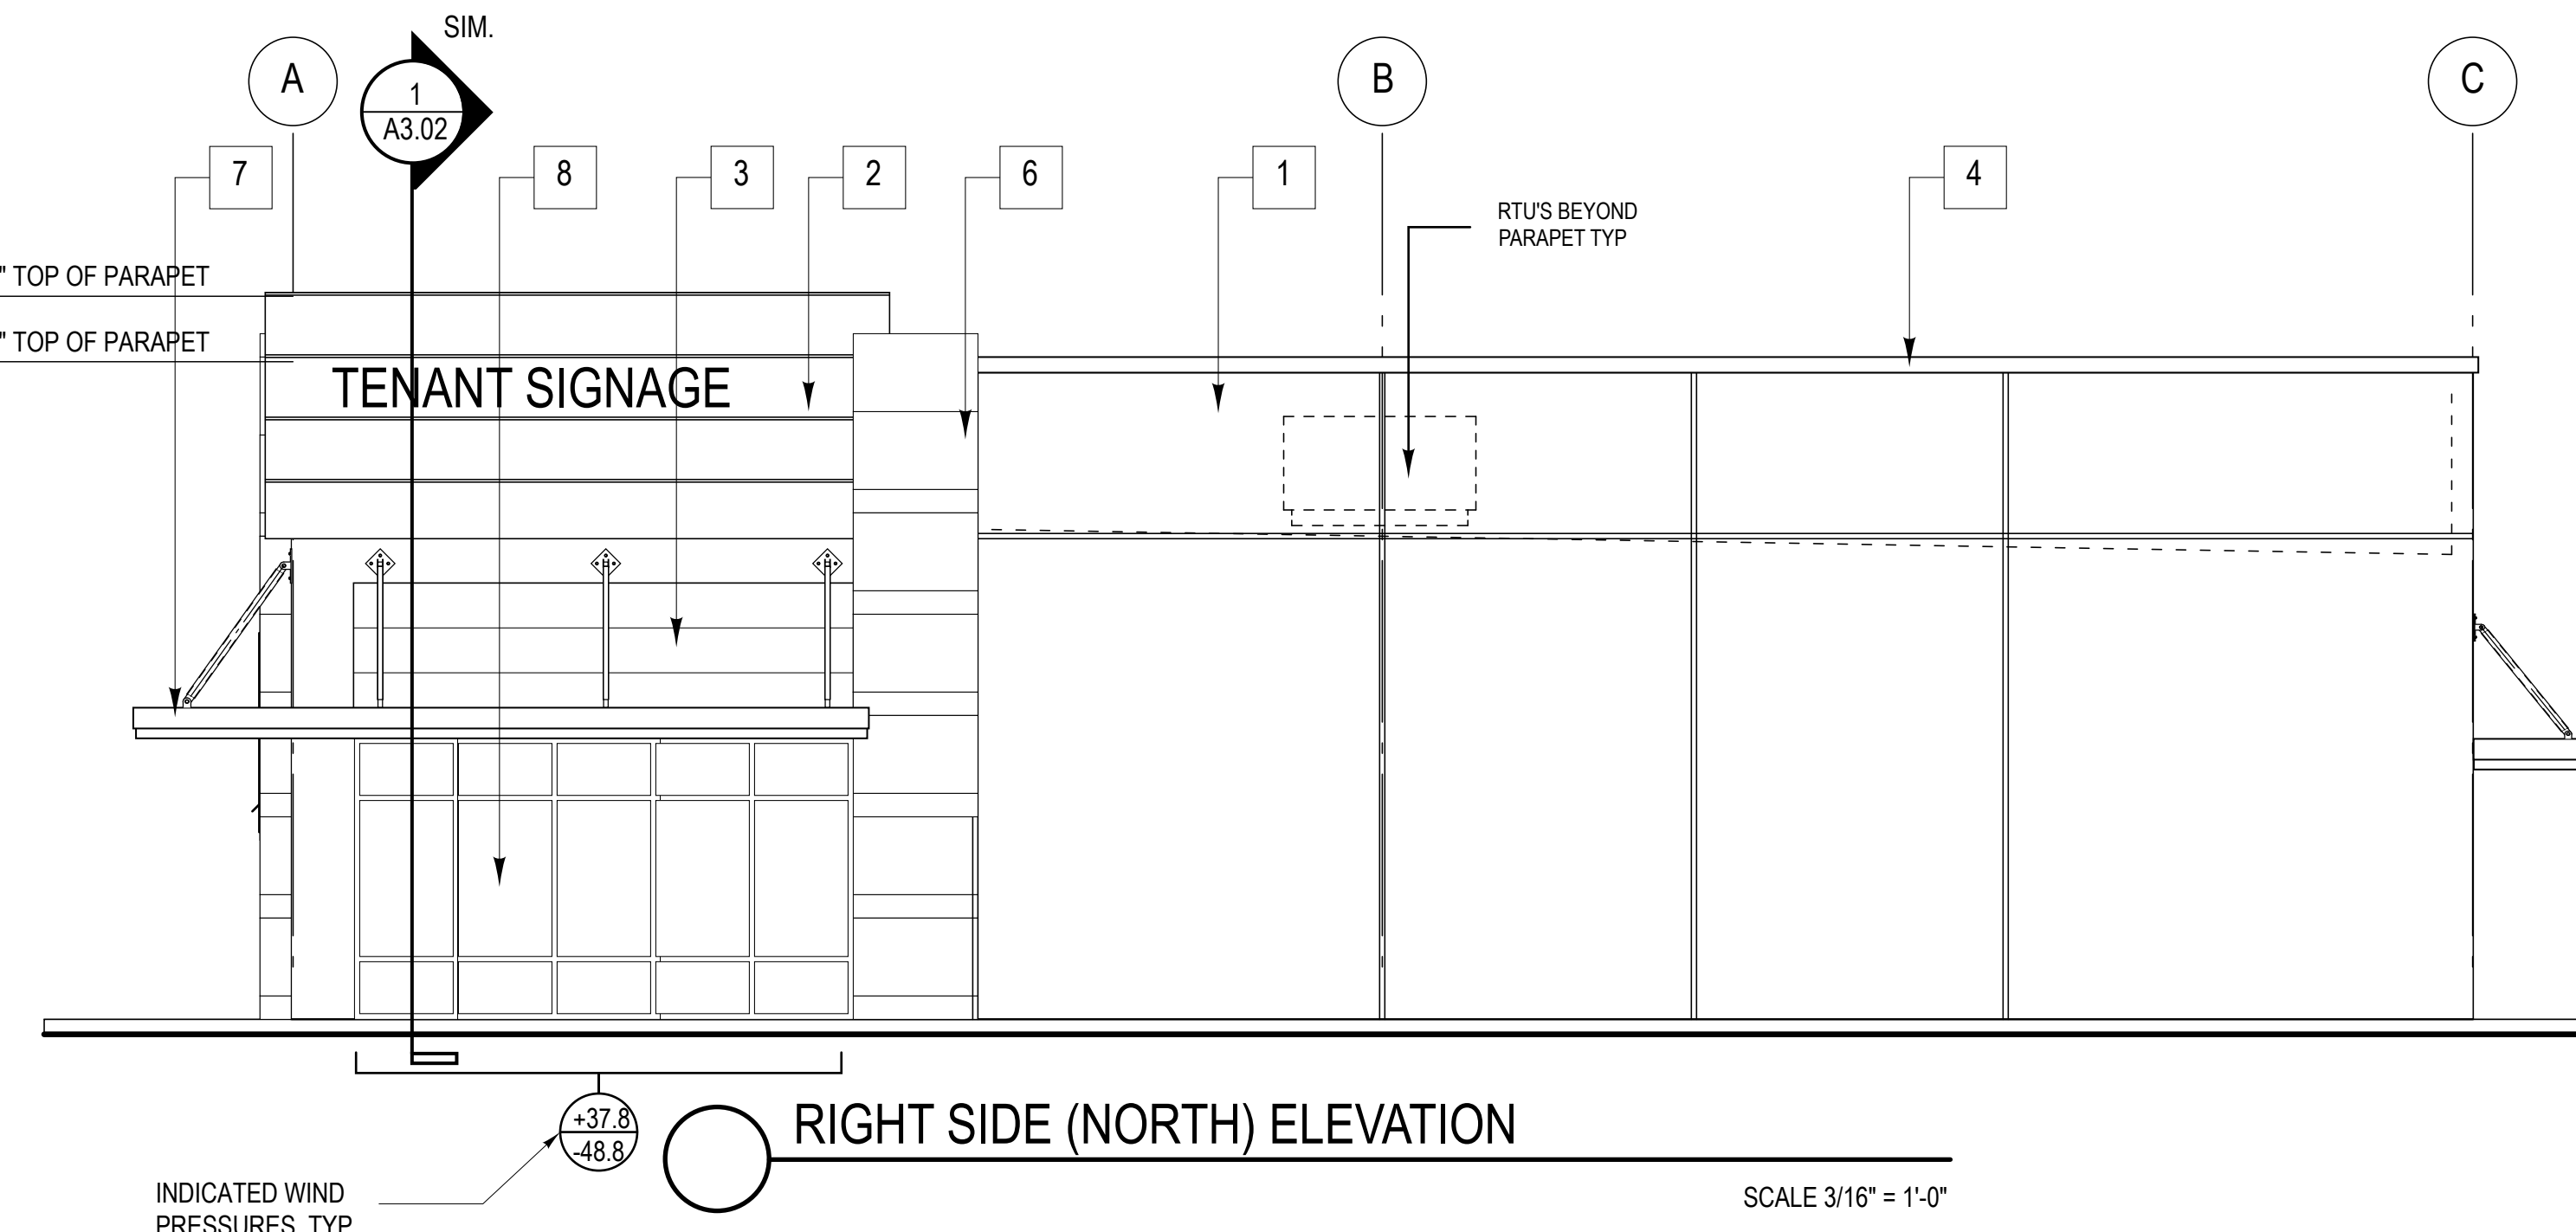 SIM.
A
1
A3.02
B
C
7
8
3
2
6
1
4
RTU'S BEYOND
PARAPET TYP
" TOP OF PARAPET
" TOP OF PARAPET
TENANT SIGNAGE
+37.8
-48.8
RIGHT SIDE (NORTH) ELEVATION
INDICATED WIND
PRESSURES, TYP
SCALE 3/16" = 1'-0"